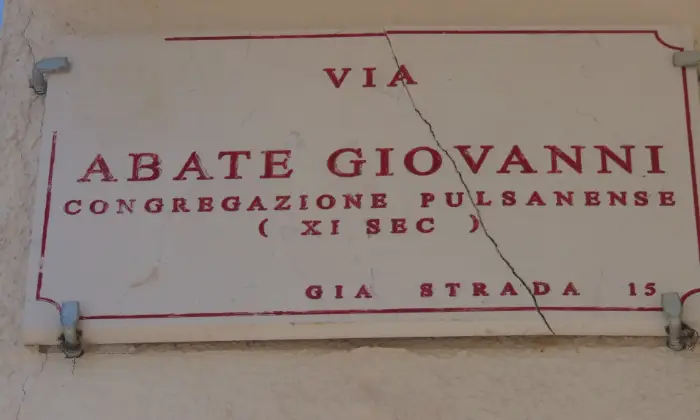 VIA
ABATE GIOVANNI
CONGREGAZIONE PULSANENSE
( XI SEC )
GIA STRADA 15